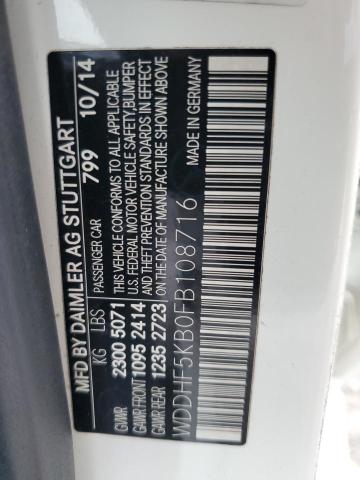 MFD BY DAIMLER AG STUTTGART
PASSENGER CAR 799 10/14
KG LBS
GVWR 2300 5071
GAWR FRONT 1095 2414
GAWR REAR 1235 2723
THIS VEHICLE CONFORMS TO ALL APPLICABLE
U.S. FEDERAL MOTOR VEHICLE SAFETY, BUMPER
AND THEFT PREVENTION STANDARDS IN EFFECT
ON THE DATE OF MANUFACTURE SHOWN ABOVE
WDDHF5KB0FB108716
MADE IN GERMANY